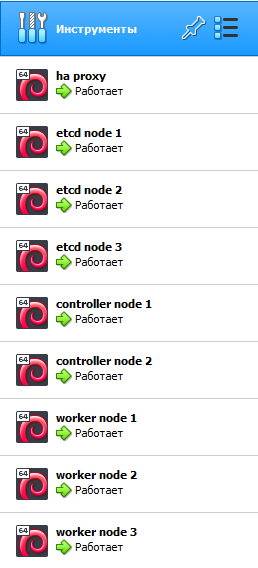 Инструменты
64
ha proxy
Работает
64
etcd node 1
Работает
64
etcd node 2
Работает
64
etcd node 3
Работает
64
controller node 1
Работает
64
controller node 2
Работает
64
worker node 1
Работает
64
worker node 2
Работает
64
worker node 3
Работает